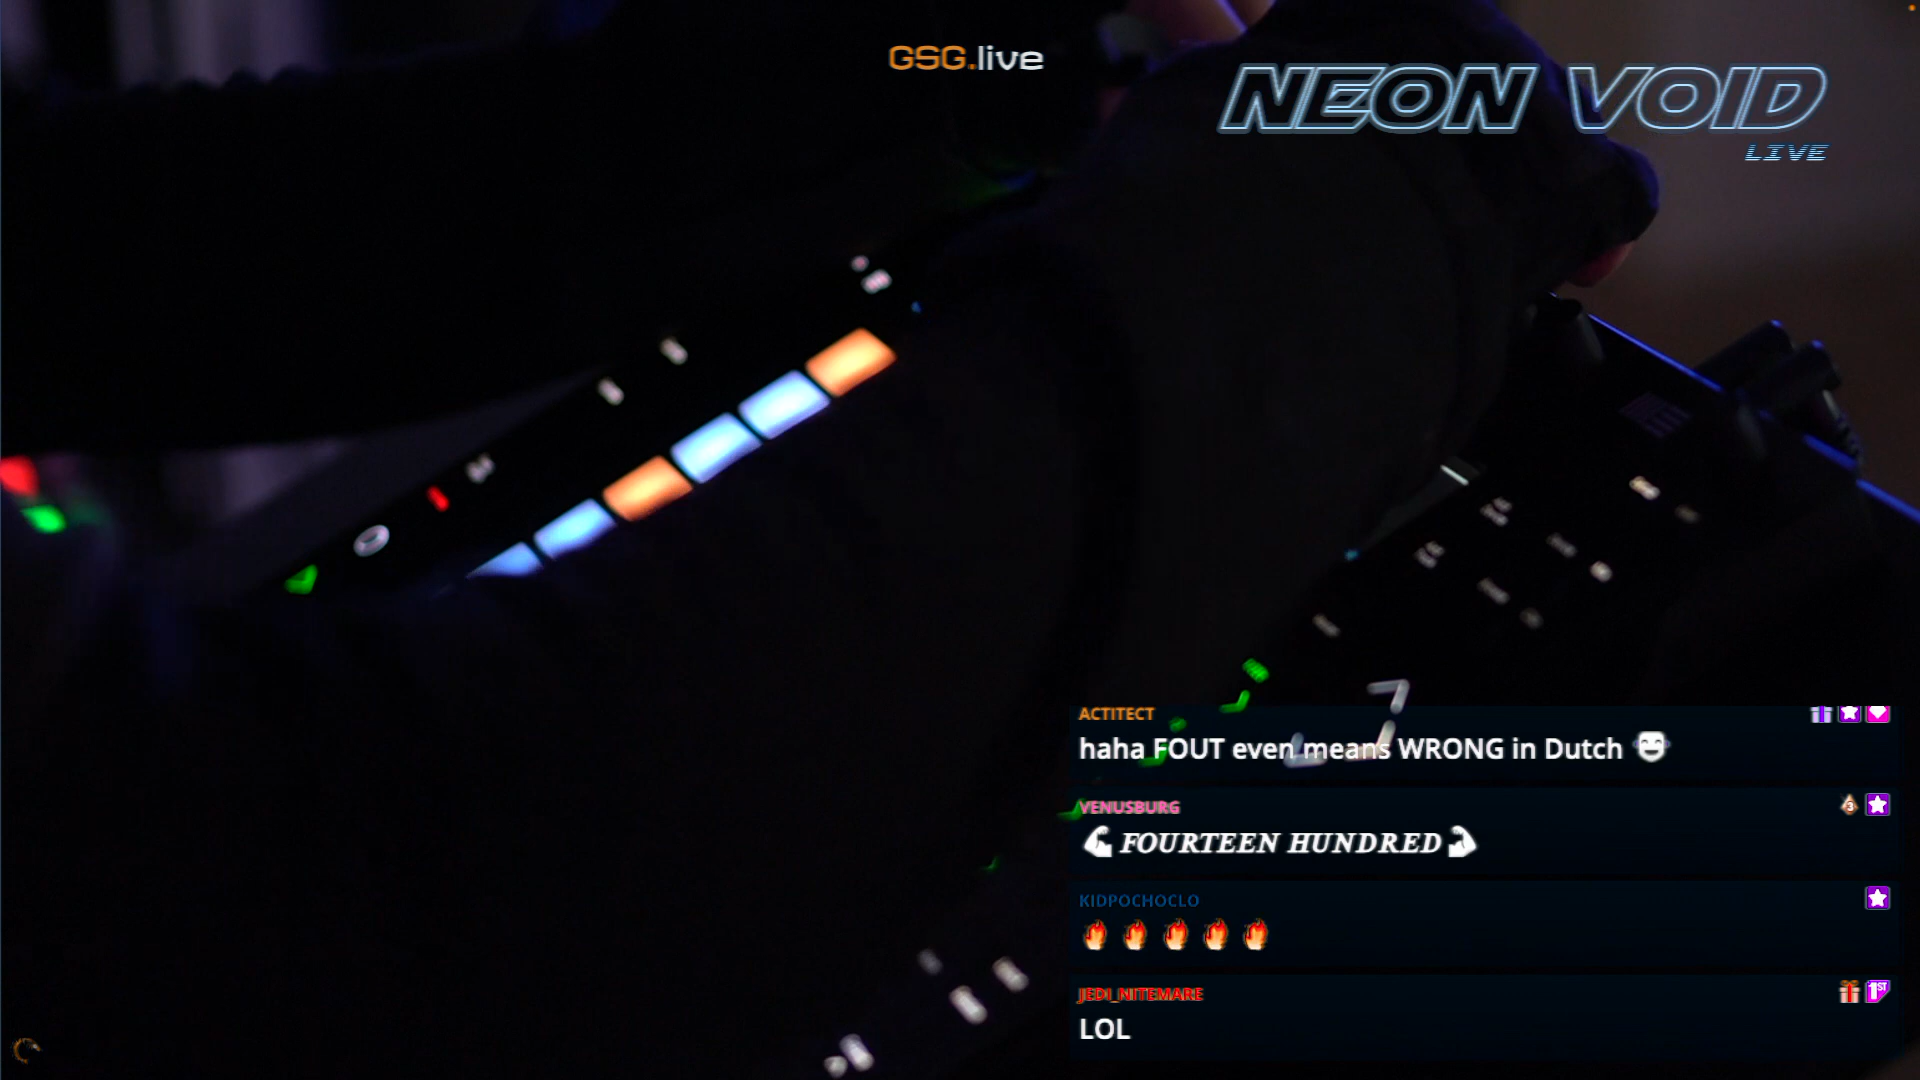 GSG.live
NEON VOID
LIVE
ACTITECT
haha FOUT even means WRONG in Dutch
VENUSBURG
FOURTEEN HUNDRED
KIDPOCHOCLO
JEDI_NITEMARE
1ST
LOL